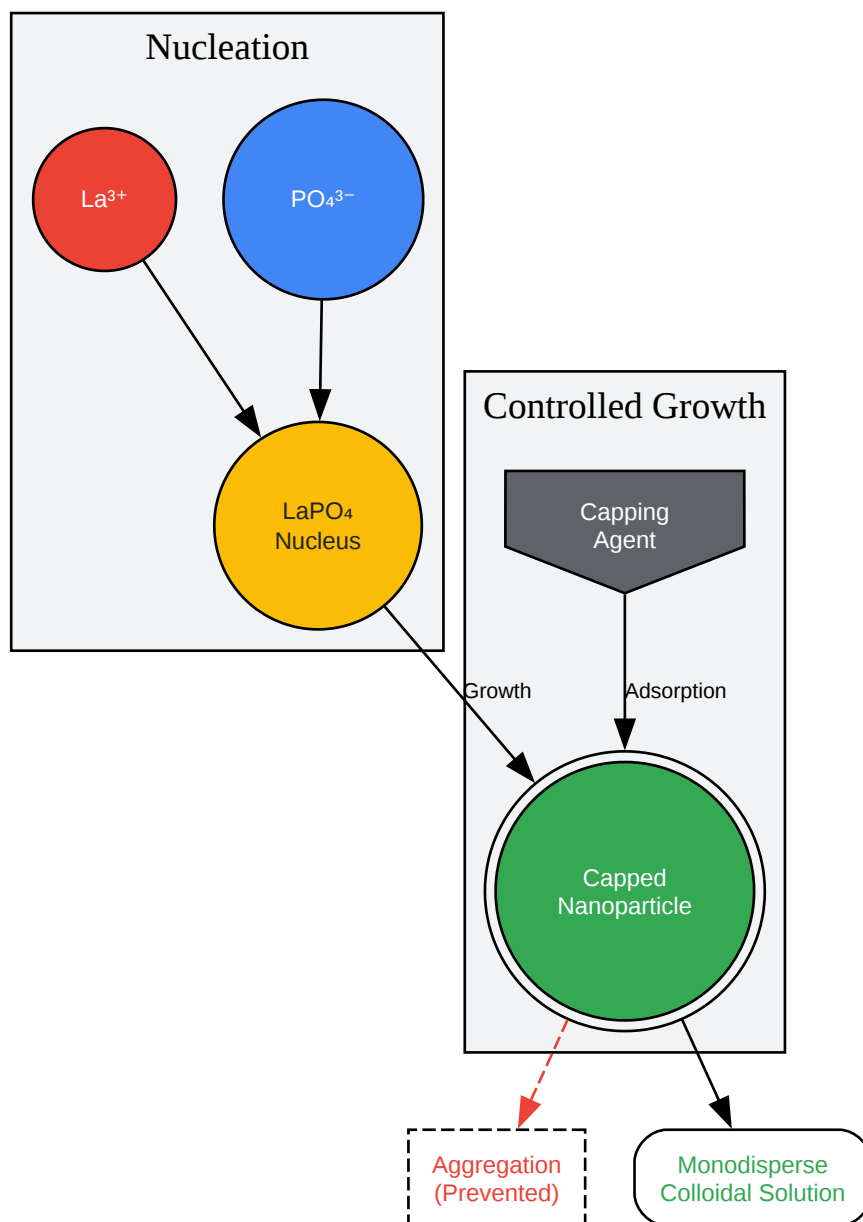 Nucleation
La³⁺
PO₄³⁻
LaPO₄
Nucleus
Controlled Growth
Capping
Agent
Growth
Adsorption
Capped
Nanoparticle
Aggregation
(Prevented)
Monodisperse
Colloidal Solution